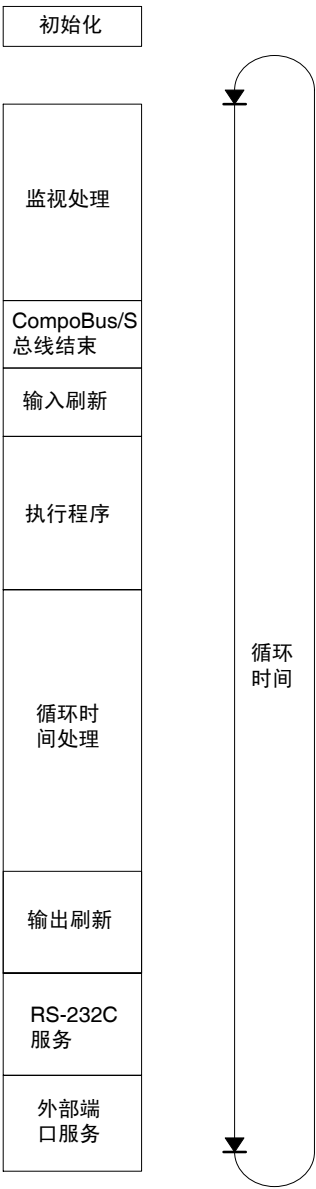 初始化
监视处理
CompoBus/S
总线结束
输入刷新
执行程序
循环时
间处理
输出刷新
RS-232C
服务
外部端
口服务
循环
时间